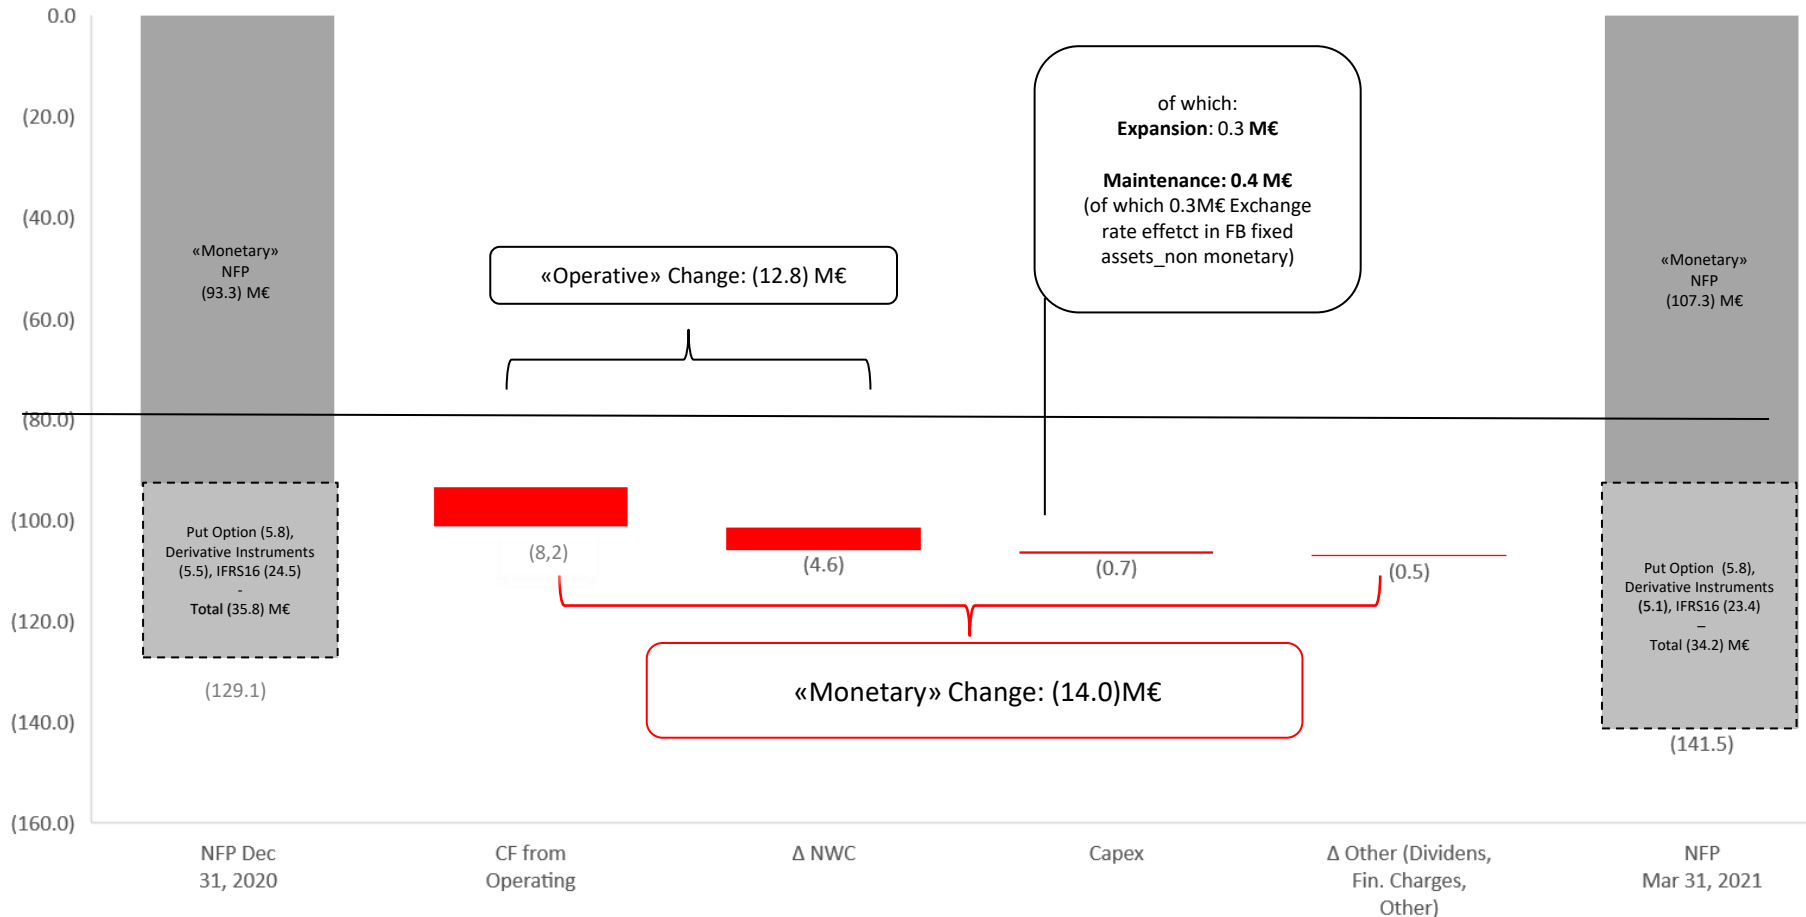 0.0
(20.0)
(40.0)
(60.0)
(80.0)
(100.0)
(120.0)
(140.0)
(160.0)
«Monetary»
NFP
(93.3) M€
Put Option (5.8),
Derivative Instruments
(5.5), IFRS16 (24.5)
-
Total (35.8) M€
(129.1)
«Operative» Change: (12.8) M€
of which:
Expansion: 0.3 M€
Maintenance: 0.4 M€
(of which 0.3M€ Exchange
rate effetct in FB fixed
assets_non monetary)
(8,2)
(4.6)
(0.7)
(0.5)
«Monetary» Change: (14.0)M€
«Monetary»
NFP
(107.3) M€
Put Option (5.8),
Derivative Instruments
(5.1), IFRS16 (23.4)
–
Total (34.2) M€
(141.5)
NFP Dec
31, 2020
CF from
Operating
Δ NWC
Capex
Δ Other (Dividens,
Fin. Charges,
Other)
NFP
Mar 31, 2021